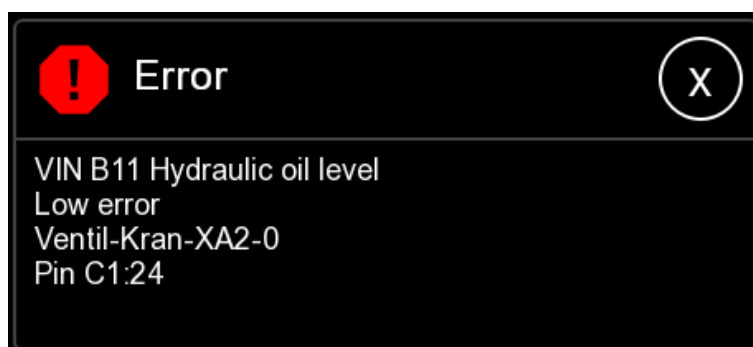 ! Error X
VIN B11 Hydraulic oil level
Low error
Ventil-Kran-XA2-0
Pin C1:24